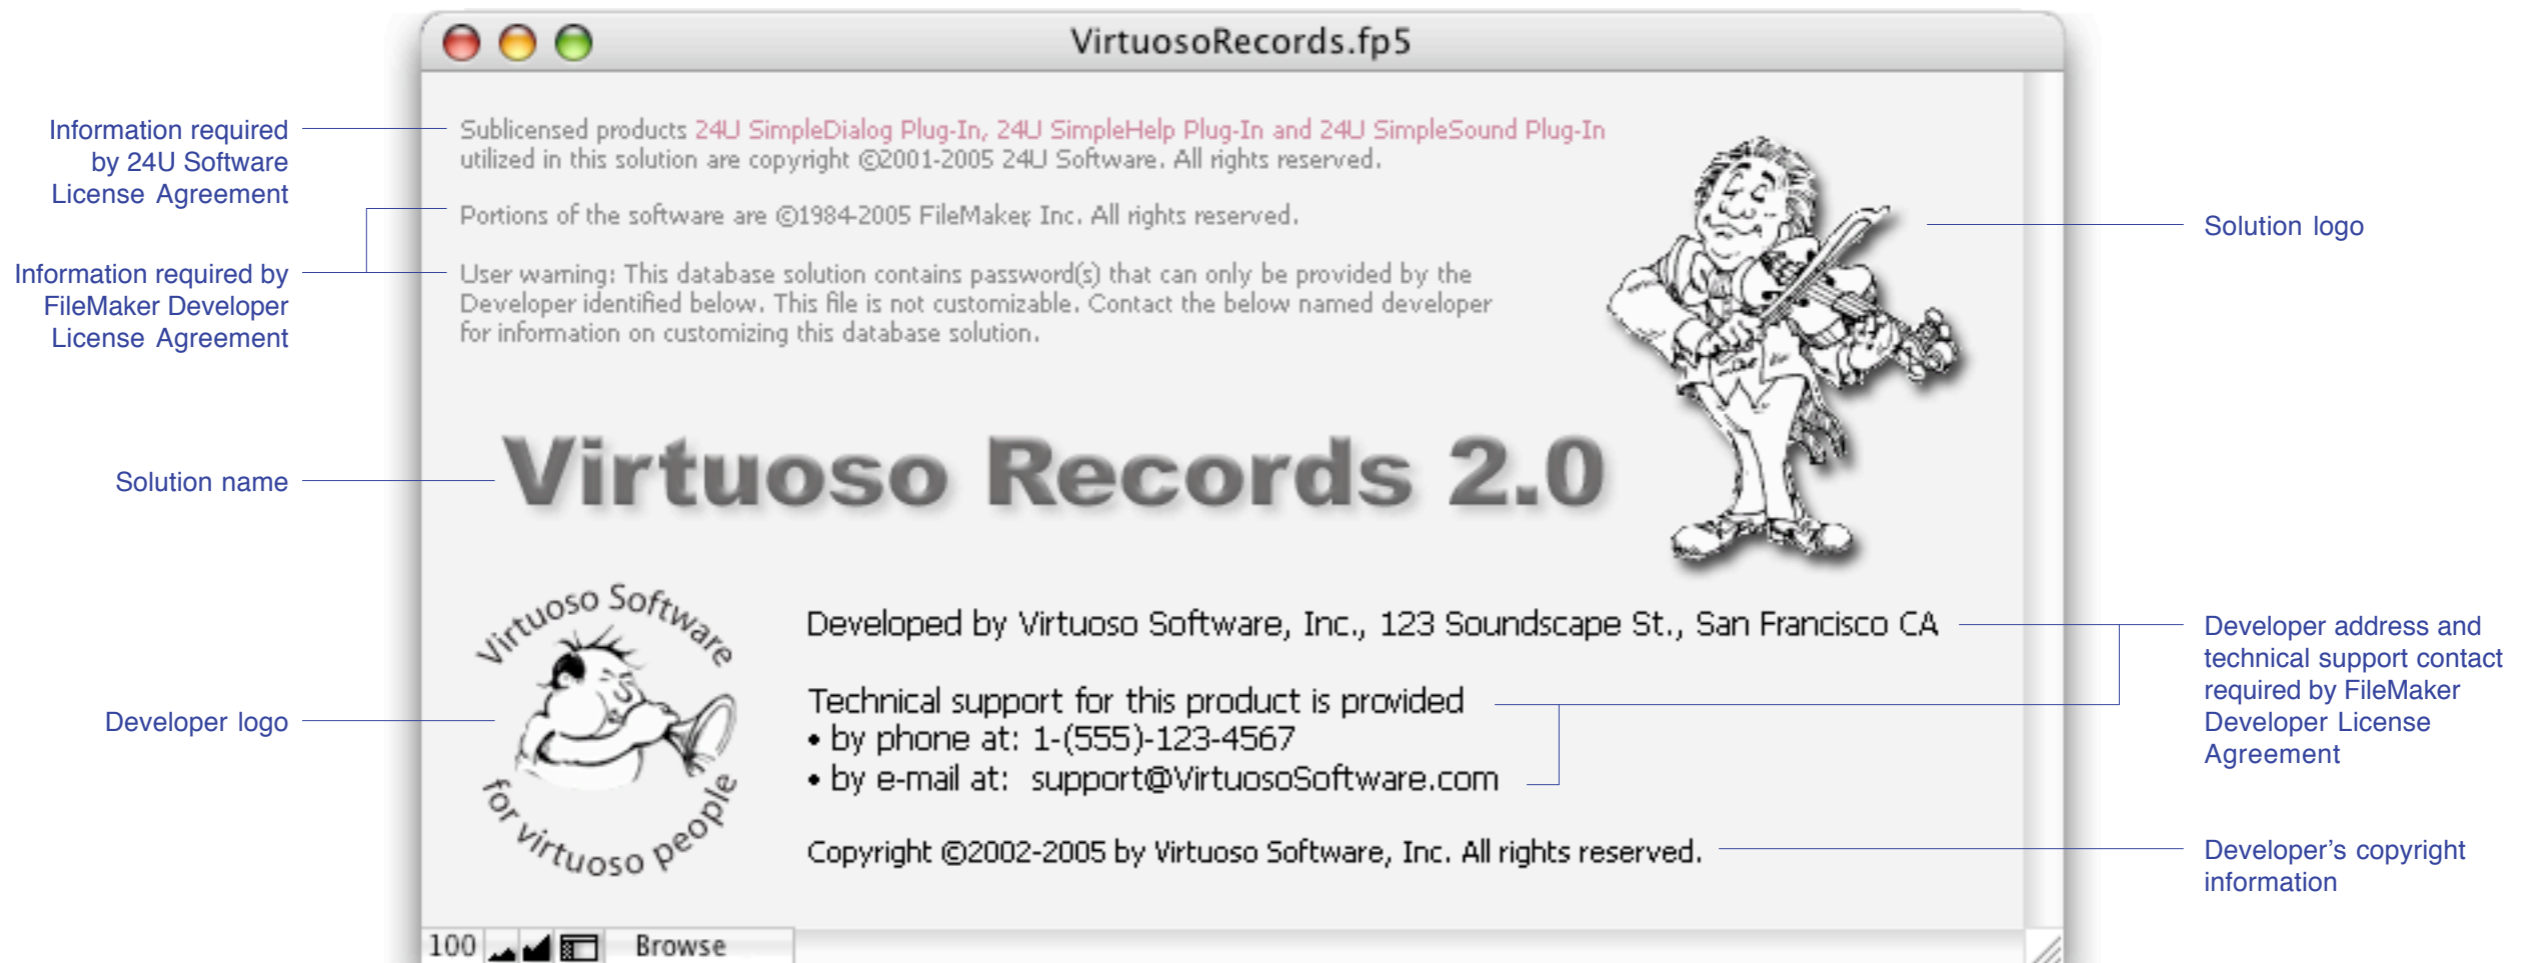 VirtuosoRecords.fp5
Information required
by 24U Software
License Agreement
Information required by
FileMaker Developer
License Agreement
Solution name
Developer logo
Sublicensed products 24U SimpleDialog Plug-In, 24U SimpleHelp Plug-In and 24U SimpleSound Plug-In
utilized in this solution are copyright ©2001-2005 24U Software. All rights reserved.
Portions of the software are ©1984-2005 FileMaker, Inc. All rights reserved.
User warning: This database solution contains password(s) that can only be provided by the
Developer identified below. This file is not customizable. Contact the below named developer
for information on customizing this database solution.
Virtuoso Records 2.0
Virtuoso Software
for virtuoso people
Developed by Virtuoso Software, Inc., 123 Soundscape St., San Francisco CA
Technical support for this product is provided
• by phone at: 1-(555)-123-4567
• by e-mail at: support@VirtuosoSoftware.com
Copyright ©2002-2005 by Virtuoso Software, Inc. All rights reserved.
Solution logo
Developer address and
technical support contact
required by FileMaker
Developer License
Agreement
Developer’s copyright
information
100 Browse